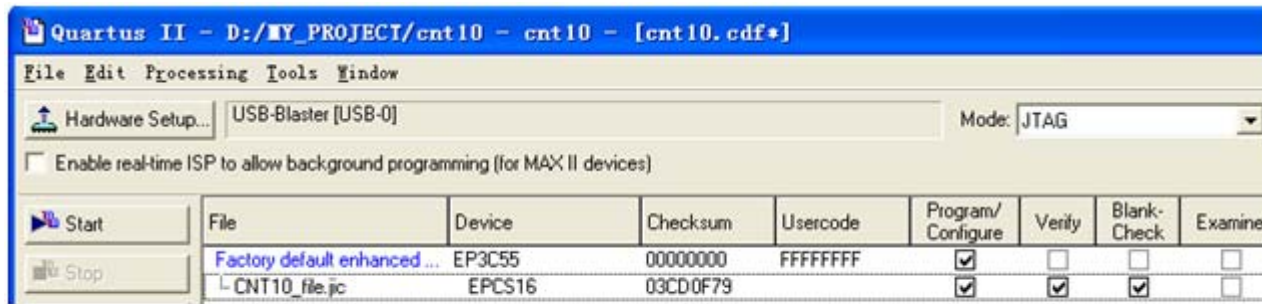 Quartus II - D:/MY_PROJECT/cnt10 - cnt10 - [cnt10.cdf*]
File Edit Processing Tools Window
Hardware Setup... USB-Blaster [USB-0] Mode: JTAG
Enable real-time ISP to allow background programming (for MAX II devices)
Start File Device Checksum Usercode Program/Configure Verify Blank-Check Examine
Factory default enhanced ... EP3C55 00000000 FFFFFFFF
Stop CNT10_file.jic EPCS16 03CD0F79